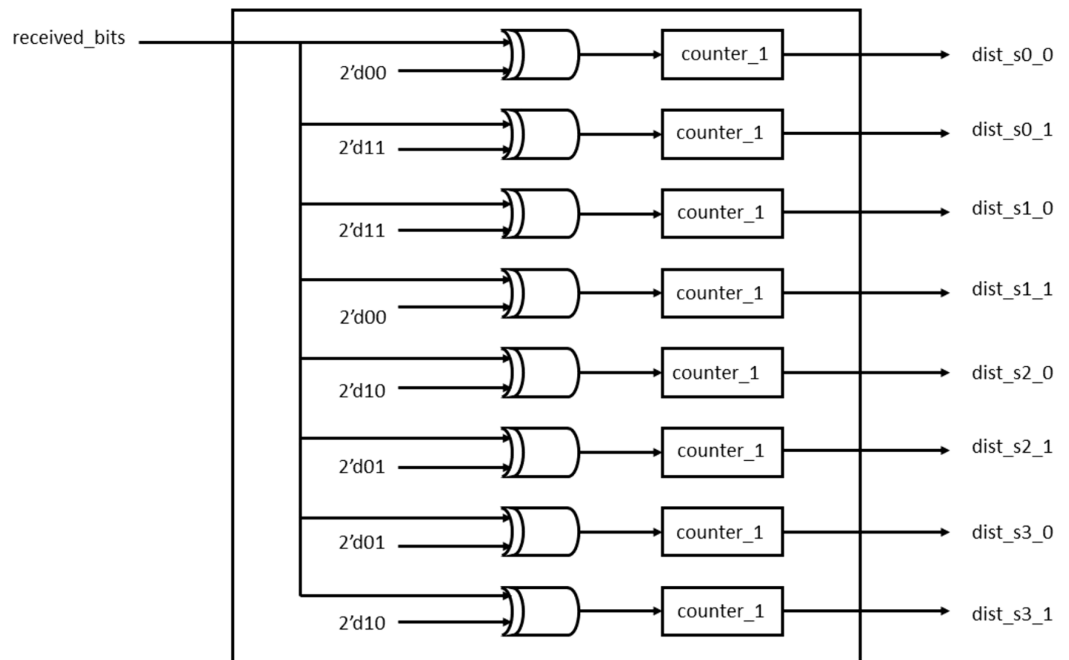 received_bits
2'd00
counter_1
dist_s0_0
2'd11
counter_1
dist_s0_1
2'd11
counter_1
dist_s1_0
2'd00
counter_1
dist_s1_1
2'd10
counter_1
dist_s2_0
2'd01
counter_1
dist_s2_1
2'd01
counter_1
dist_s3_0
2'd10
counter_1
dist_s3_1